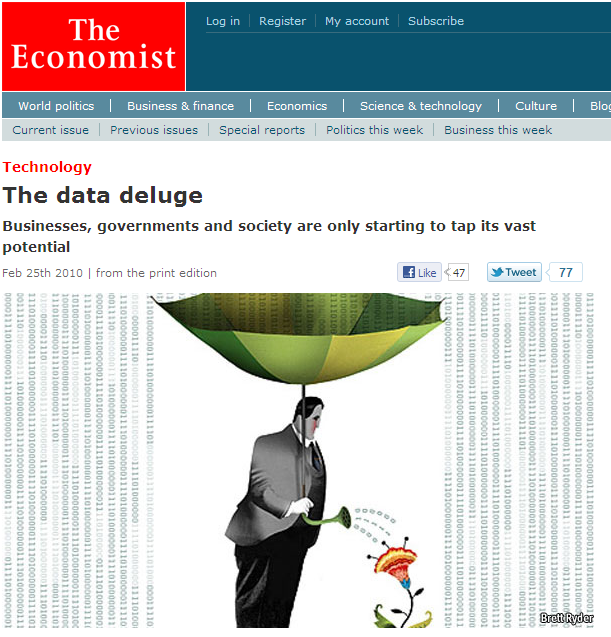 The
Economist
Log in Register My account Subscribe
World politics Business & finance Economics Science & technology Culture Blo
Current issue Previous issues Special reports Politics this week Business this week
Technology
The data deluge
Businesses, governments and society are only starting to tap its vast
potential
Feb 25th 2010 | from the print edition
Like 47 Tweet 77
Brett Ryder